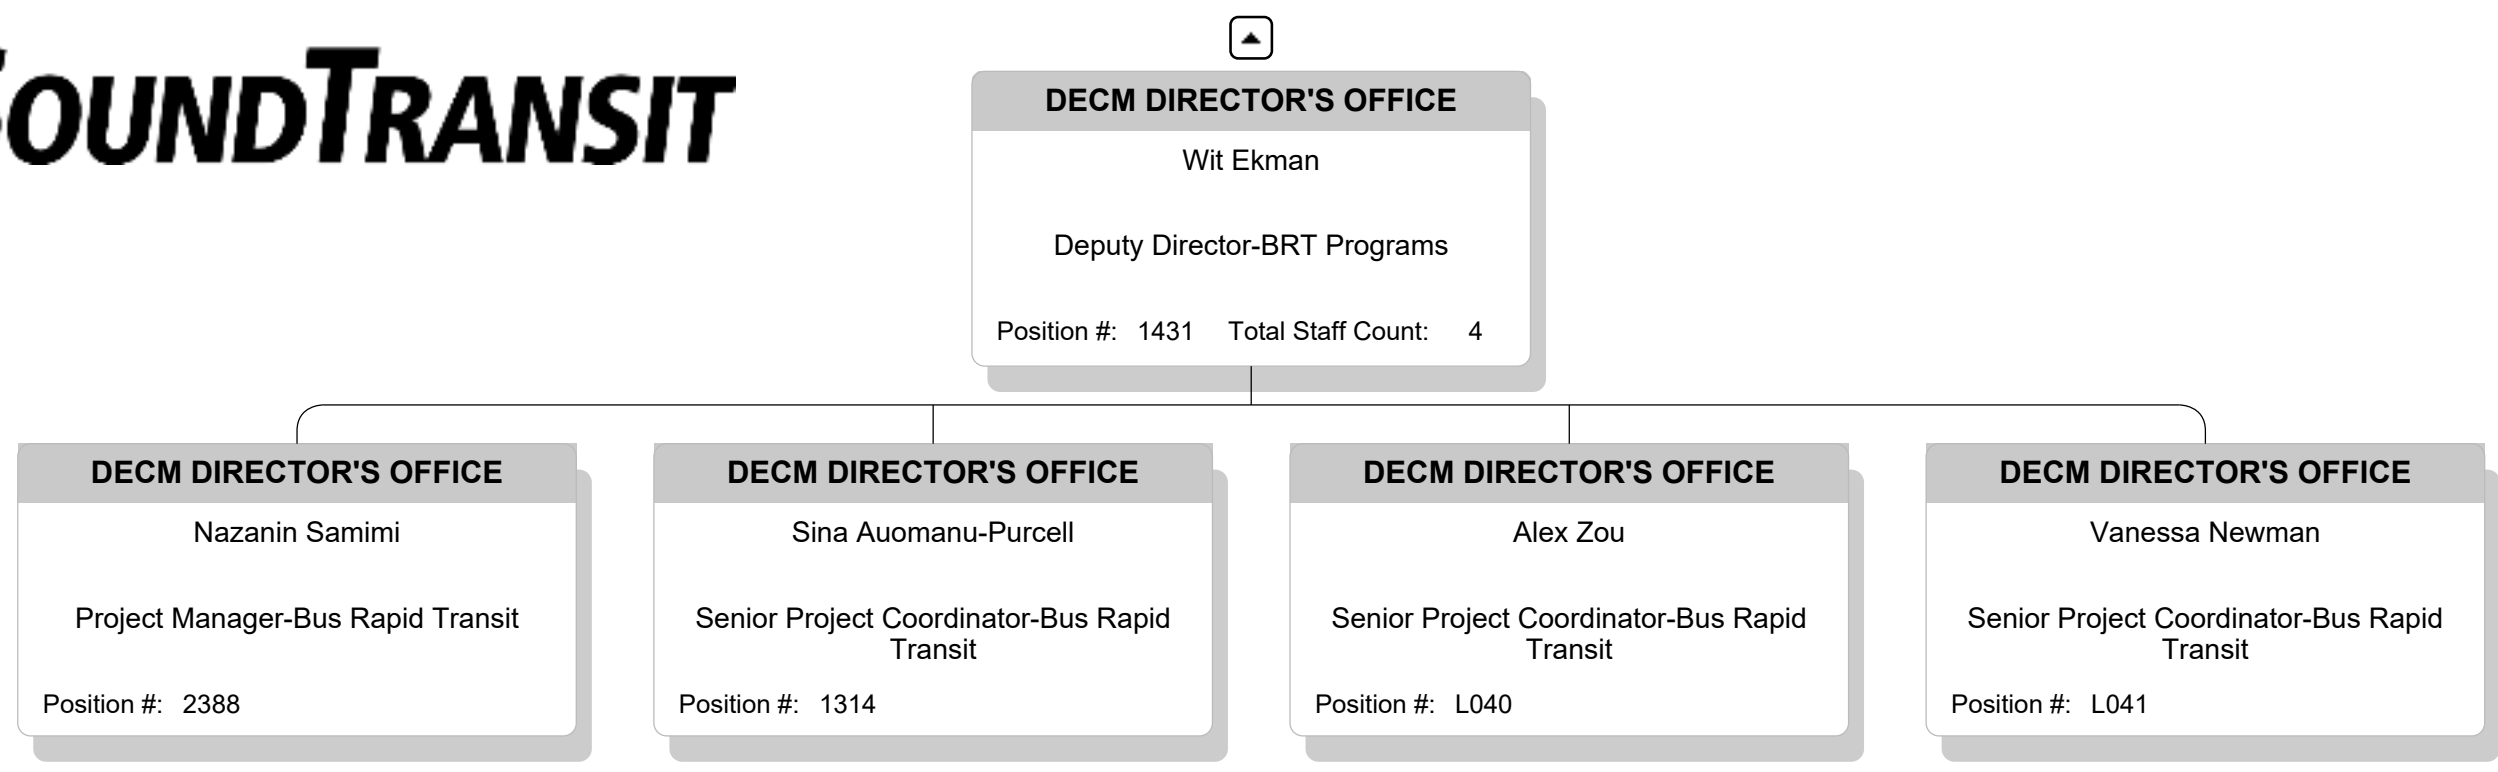 SOUNDTRANSIT
DECM DIRECTOR'S OFFICE
Wit Ekman
Deputy Director-BRT Programs
Position #: 1431 Total Staff Count: 4
DECM DIRECTOR'S OFFICE
Nazanin Samimi
Project Manager-Bus Rapid Transit
Position #: 2388
DECM DIRECTOR'S OFFICE
Sina Auomanu-Purcell
Senior Project Coordinator-Bus Rapid
Transit
Position #: 1314
DECM DIRECTOR'S OFFICE
Alex Zou
Senior Project Coordinator-Bus Rapid
Transit
Position #: L040
DECM DIRECTOR'S OFFICE
Vanessa Newman
Senior Project Coordinator-Bus Rapid
Transit
Position #: L041